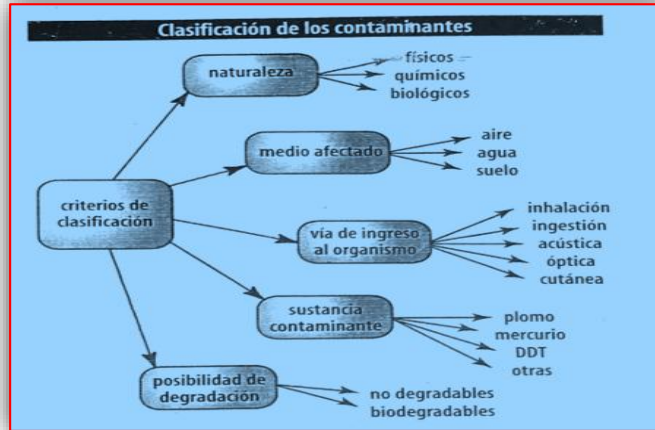 Clasificación de los contaminantes
naturaleza
físicos
químicos
biológicos
medio afectado
aire
agua
suelo
criterios de
clasificación
vía de ingreso
al organismo
inhalación
ingestión
acústica
óptica
cutánea
sustancia
contaminante
plomo
mercurio
DDT
otras
posibilidad de
degradación
no degradables
biodegradables